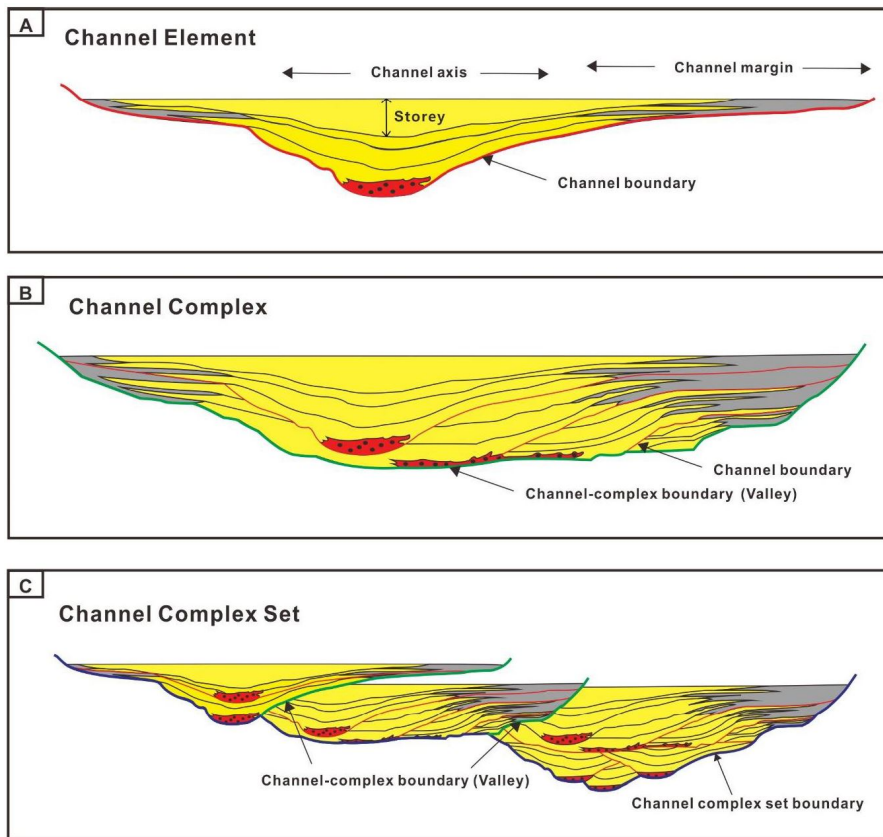 A
Channel Element
Channel axis
Channel margin
Storey
Channel boundary
B
Channel Complex
Channel boundary
Channel-complex boundary (Valley)
C
Channel Complex Set
Channel-complex boundary (Valley)
Channel complex set boundary